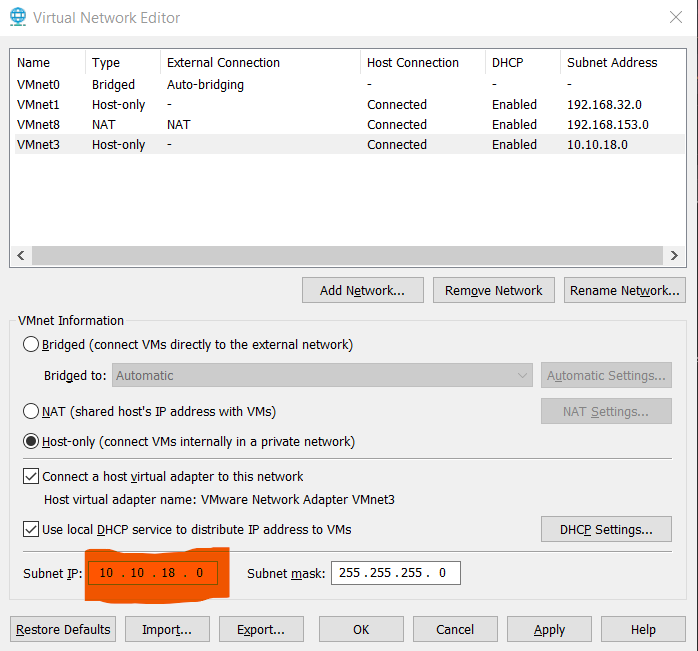 Virtual Network Editor
Name Type External Connection Host Connection DHCP Subnet Address
VMnet0 Bridged Auto-bridging - - -
VMnet1 Host-only - Connected Enabled 192.168.32.0
VMnet8 NAT NAT Connected Enabled 192.168.153.0
VMnet3 Host-only - Connected Enabled 10.10.18.0
Add Network... Remove Network Rename Network...
VMnet Information
Bridged (connect VMs directly to the external network)
Bridged to: Automatic Automatic Settings...
NAT (shared host's IP address with VMs) NAT Settings...
Host-only (connect VMs internally in a private network)
Connect a host virtual adapter to this network
Host virtual adapter name: VMware Network Adapter VMnet3
Use local DHCP service to distribute IP address to VMs DHCP Settings...
Subnet IP: 10 . 10 . 18 . 0 Subnet mask: 255 . 255 . 255 . 0
Restore Defaults Import... Export... OK Cancel Apply Help